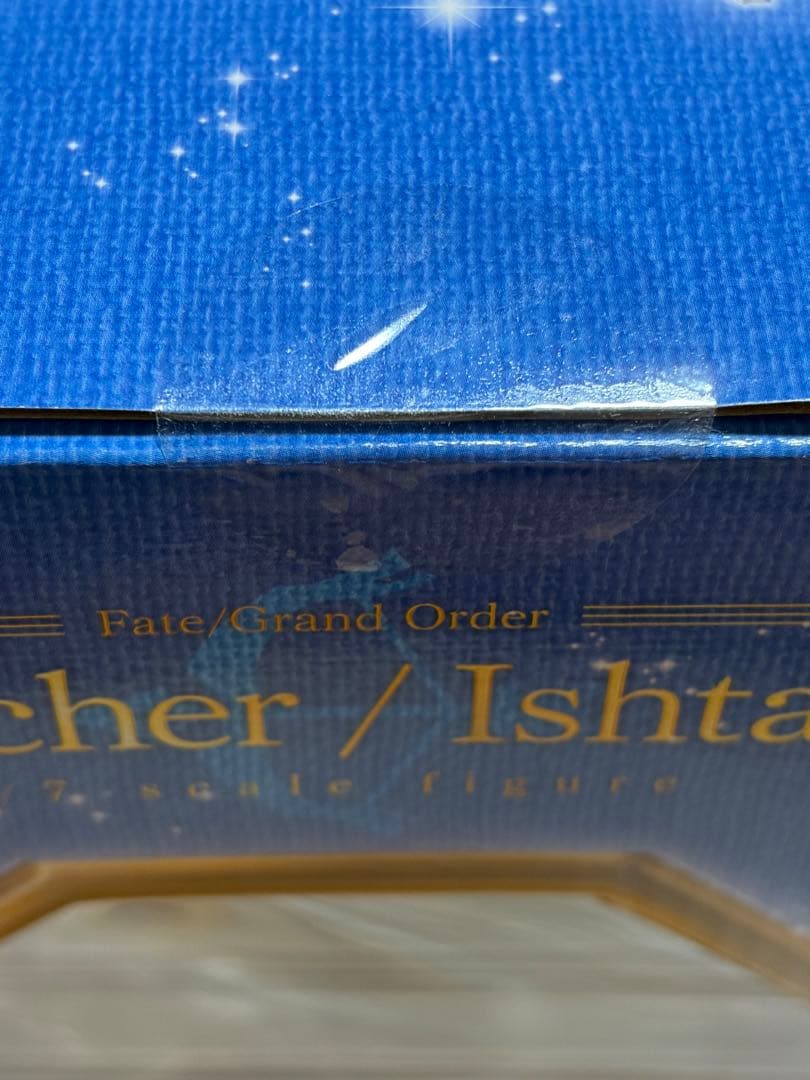 Fate/Grand Order
cher / Ishta
/7 scale figure